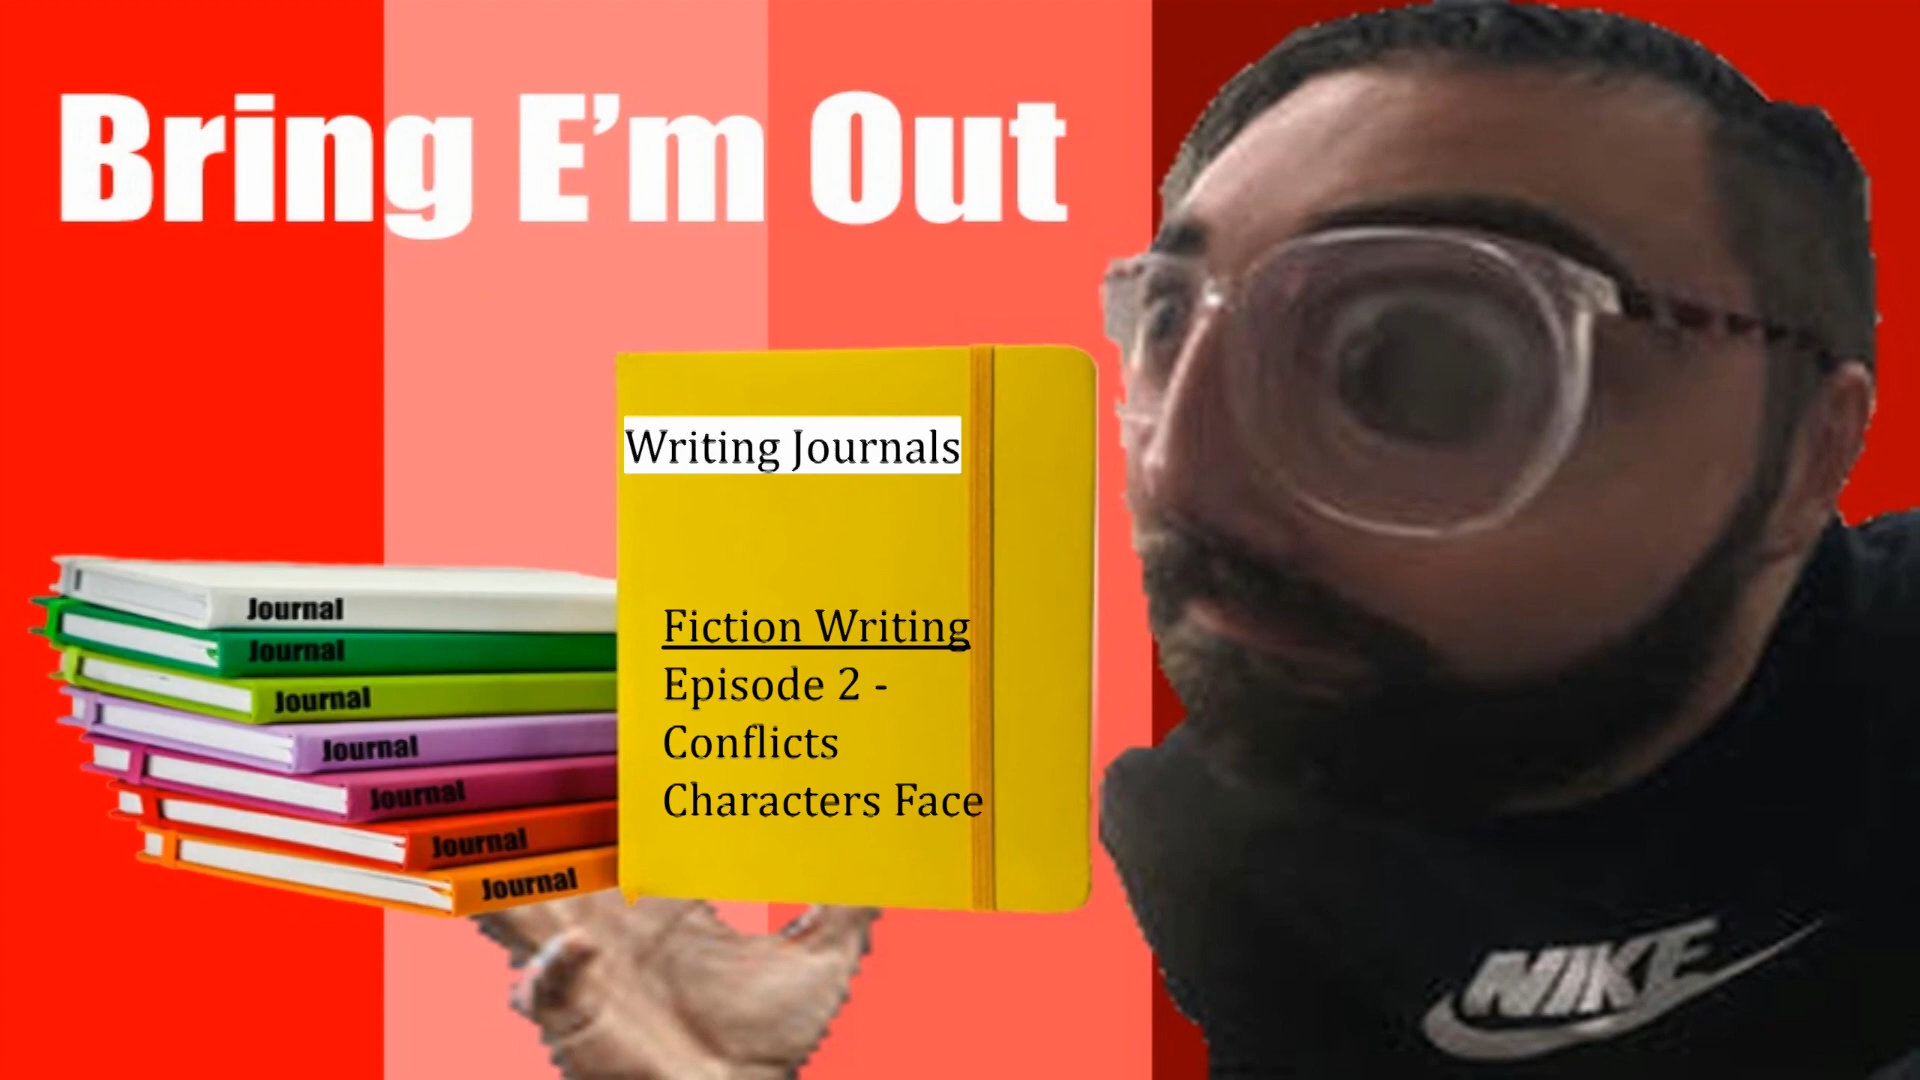 Bring E’m Out
Writing Journals
Fiction Writing
Episode 2 -
Conflicts
Characters Face
Journal
Journal
Journal
Journal
Journal
Journal
Journal
NIKE